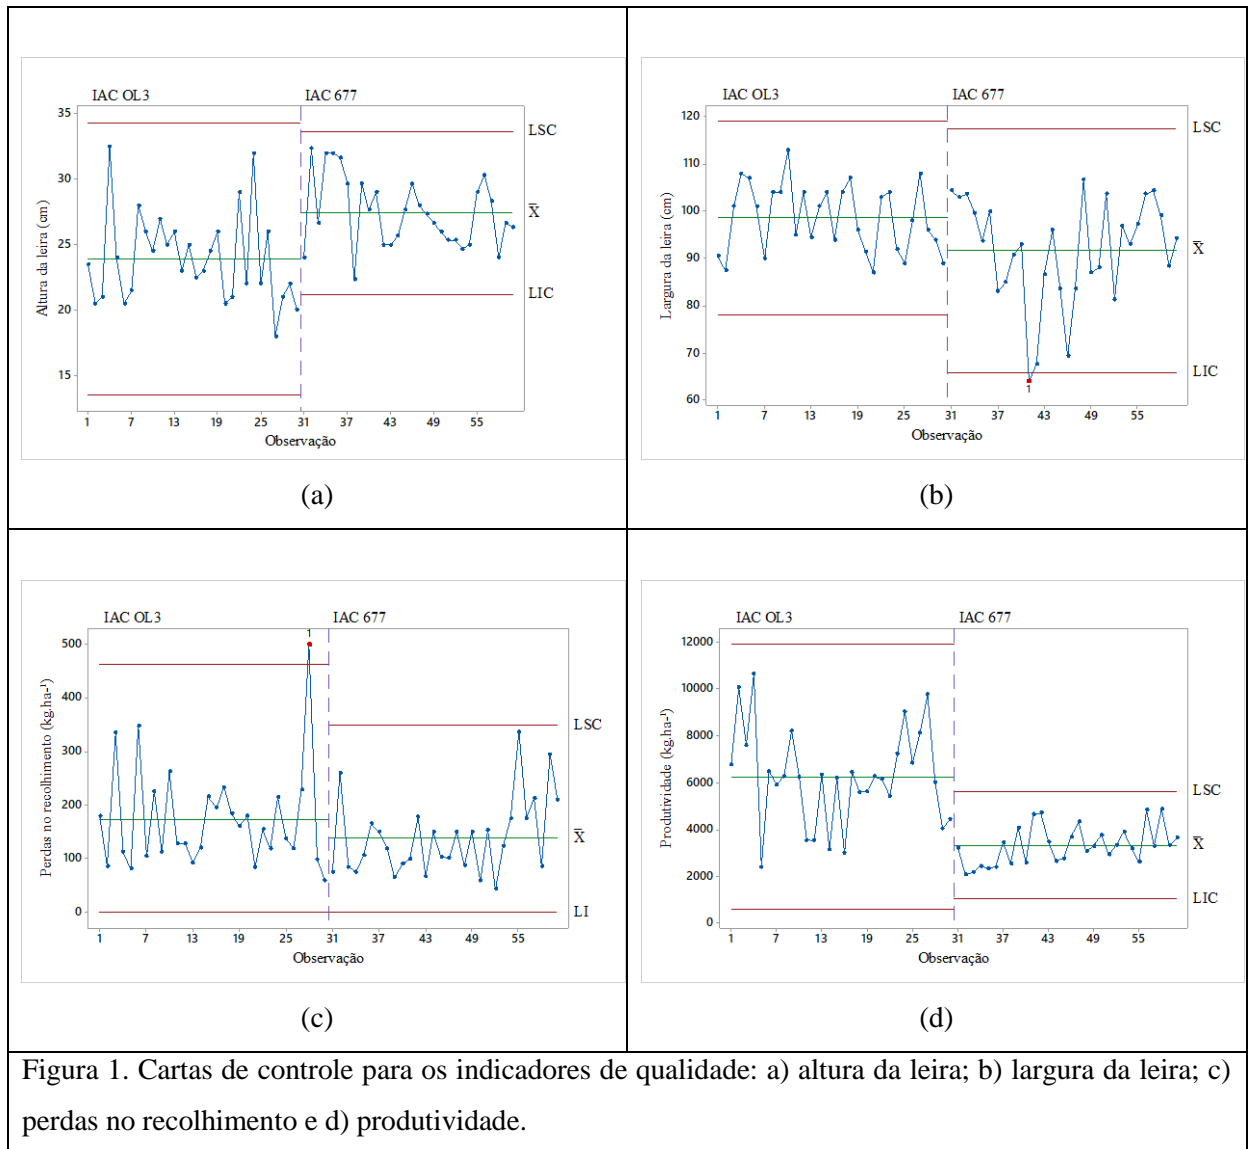 IAC OL3 IAC 677
35
30
25
20
15
LSC
X̄
LIC
Altura da leira (cm)
1 7 13 19 25 31 37 43 49 55
Observação
(a)
IAC OL3 IAC 677
120
110
100
90
80
70
60
LSC
X̄
LIC
1
Largura da leira (cm)
1 7 13 19 25 31 37 43 49 55
Observação
(b)
IAC OL3 IAC 677
1
500
400
300
200
100
0
LSC
X̄
LI
Perdas no recolhimento (kg.ha-¹)
1 7 13 19 25 31 37 43 49 55
Observação
(c)
IAC OL3 IAC 677
12000
10000
8000
6000
4000
2000
0
LSC
X̄
LIC
Produtividade (kg.ha-¹)
1 7 13 19 25 31 37 43 49 55
Observação
(d)
Figura 1. Cartas de controle para os indicadores de qualidade: a) altura da leira; b) largura da leira; c)
perdas no recolhimento e d) produtividade.